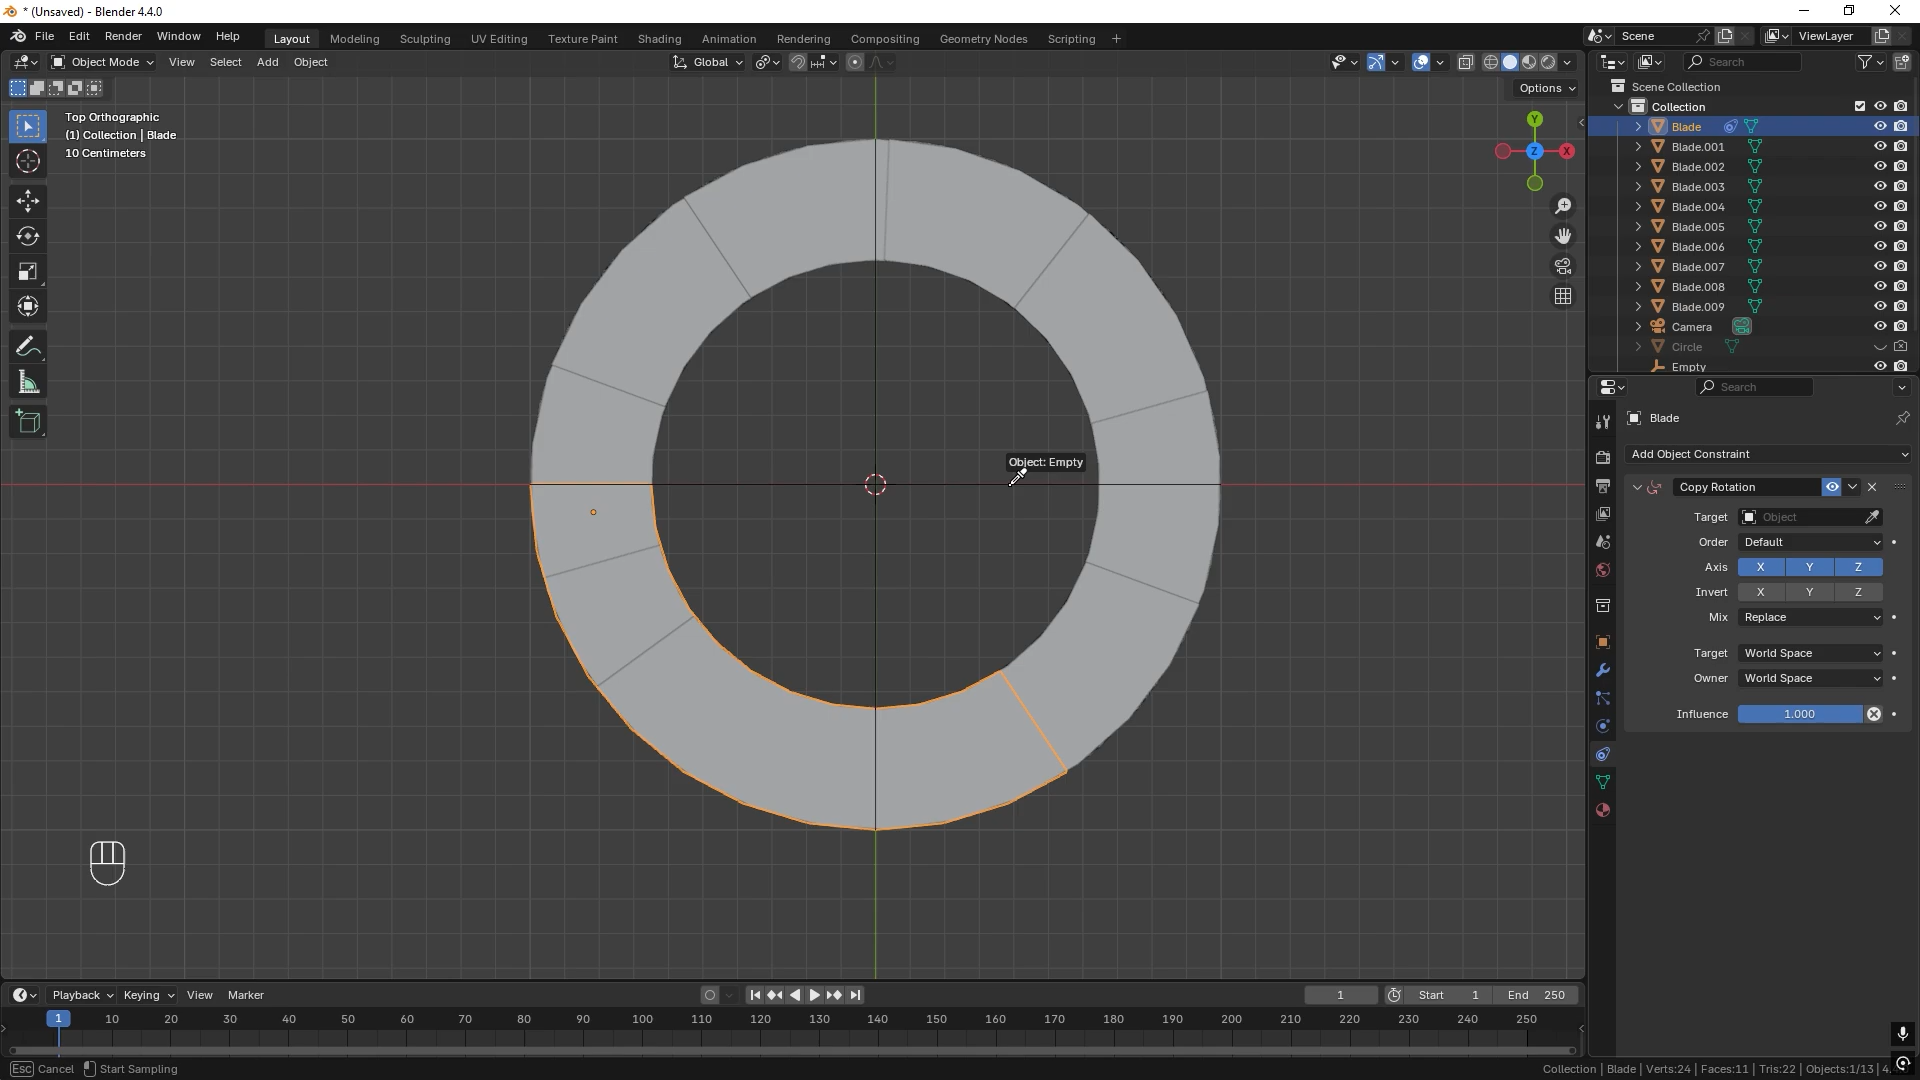 * (Unsaved) - Blender 4.4.0
File Edit Render Window Help
Layout Modeling Sculpting UV Editing Texture Paint Shading Animation Rendering Compositing Geometry Nodes Scripting +
Scene ViewLayer
Object Mode View Select Add Object
Global
Options
Top Orthographic
(1) Collection | Blade
10 Centimeters
Y
Z
X
Object: Empty
Search
Scene Collection
Collection
Blade
Blade.001
Blade.002
Blade.003
Blade.004
Blade.005
Blade.006
Blade.007
Blade.008
Blade.009
Camera
Circle
Empty
Search
Blade
Add Object Constraint
Copy Rotation
Target Object
Order Default
Axis X Y Z
Invert X Y Z
Mix Replace
Target World Space
Owner World Space
Influence 1.000
Playback Keying View Marker
1 Start 1 End 250
1 10 20 30 40 50 60 70 80 90 100 110 120 130 140 150 160 170 180 190 200 210 220 230 240 250
Esc Cancel Start Sampling
Collection | Blade | Verts:24 | Faces:11 | Tris:22 | Objects:1/13 | 4.